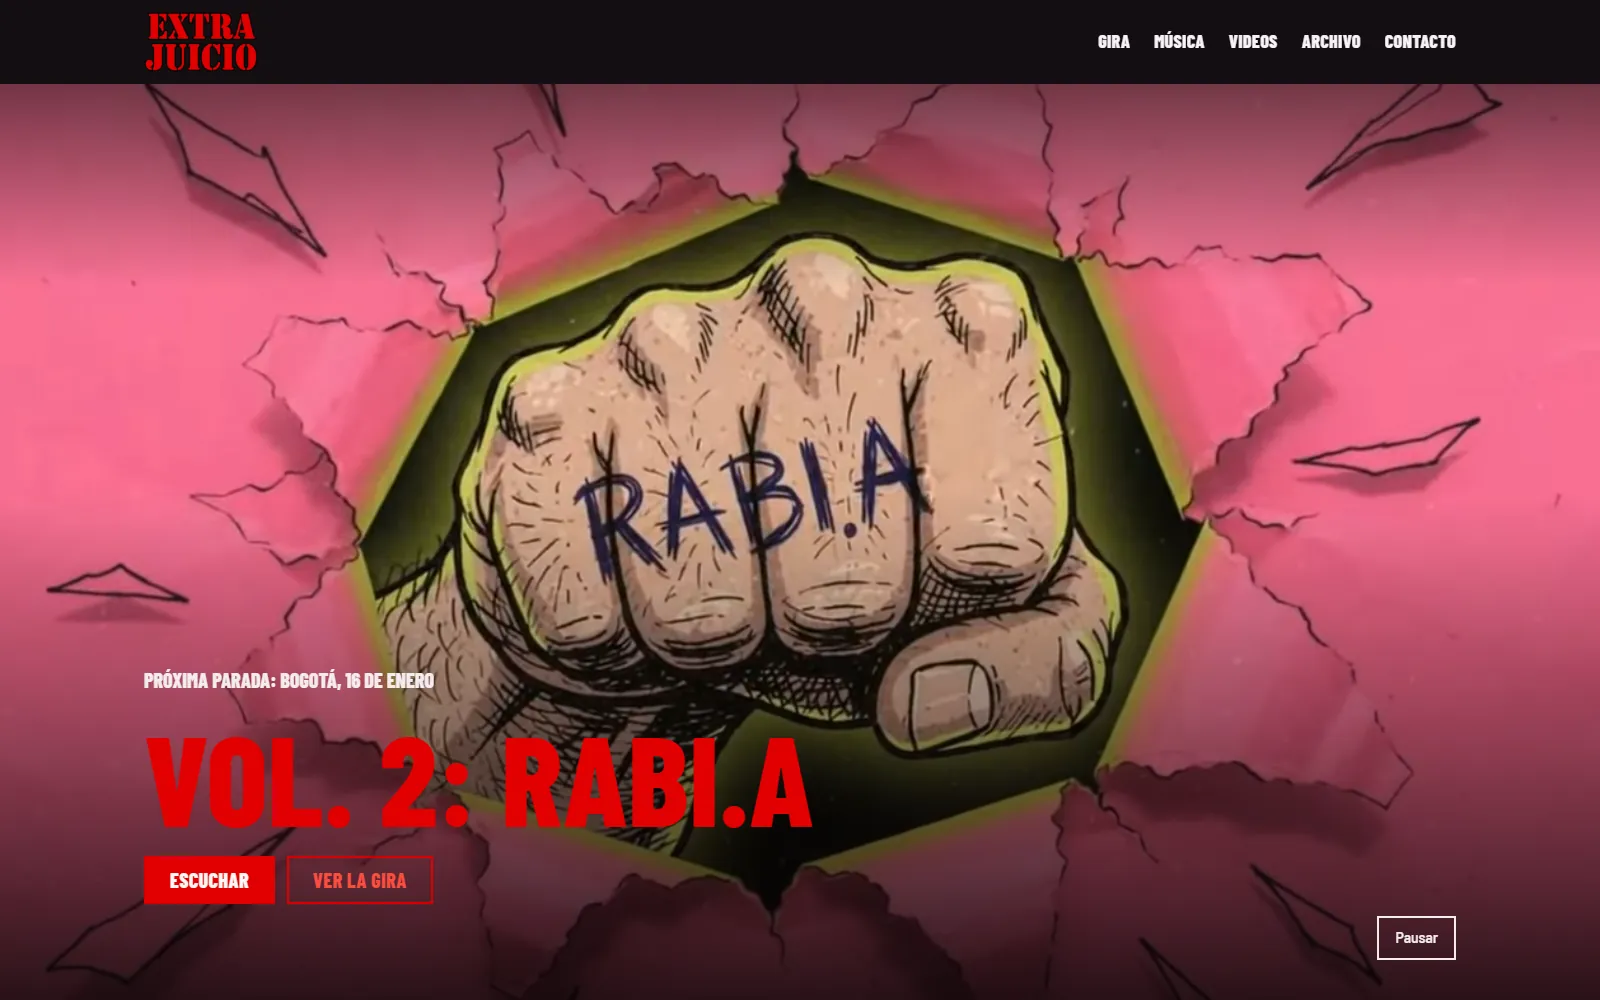 EXTRA
JUICIO
GIRA MÚSICA VIDEOS ARCHIVO CONTACTO
RABI.A
PRÓXIMA PARADA: BOGOTÁ, 16 DE ENERO
VOL. 2: RABI.A
ESCUCHAR VER LA GIRA
Pausar